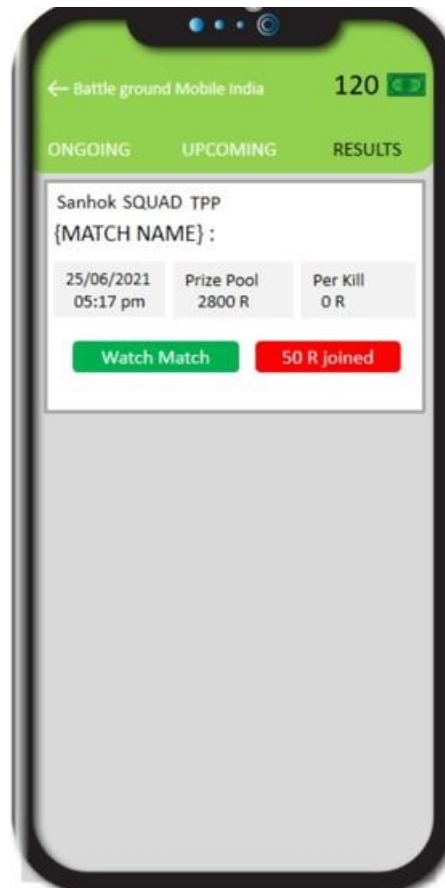 Battle ground Mobile India 120
ONGOING UPCOMING RESULTS
Sanhok SQUAD TPP
{MATCH NAME} :
25/06/2021 Prize Pool Per Kill
05:17 pm 2800 R 0 R
Watch Match 50 R joined